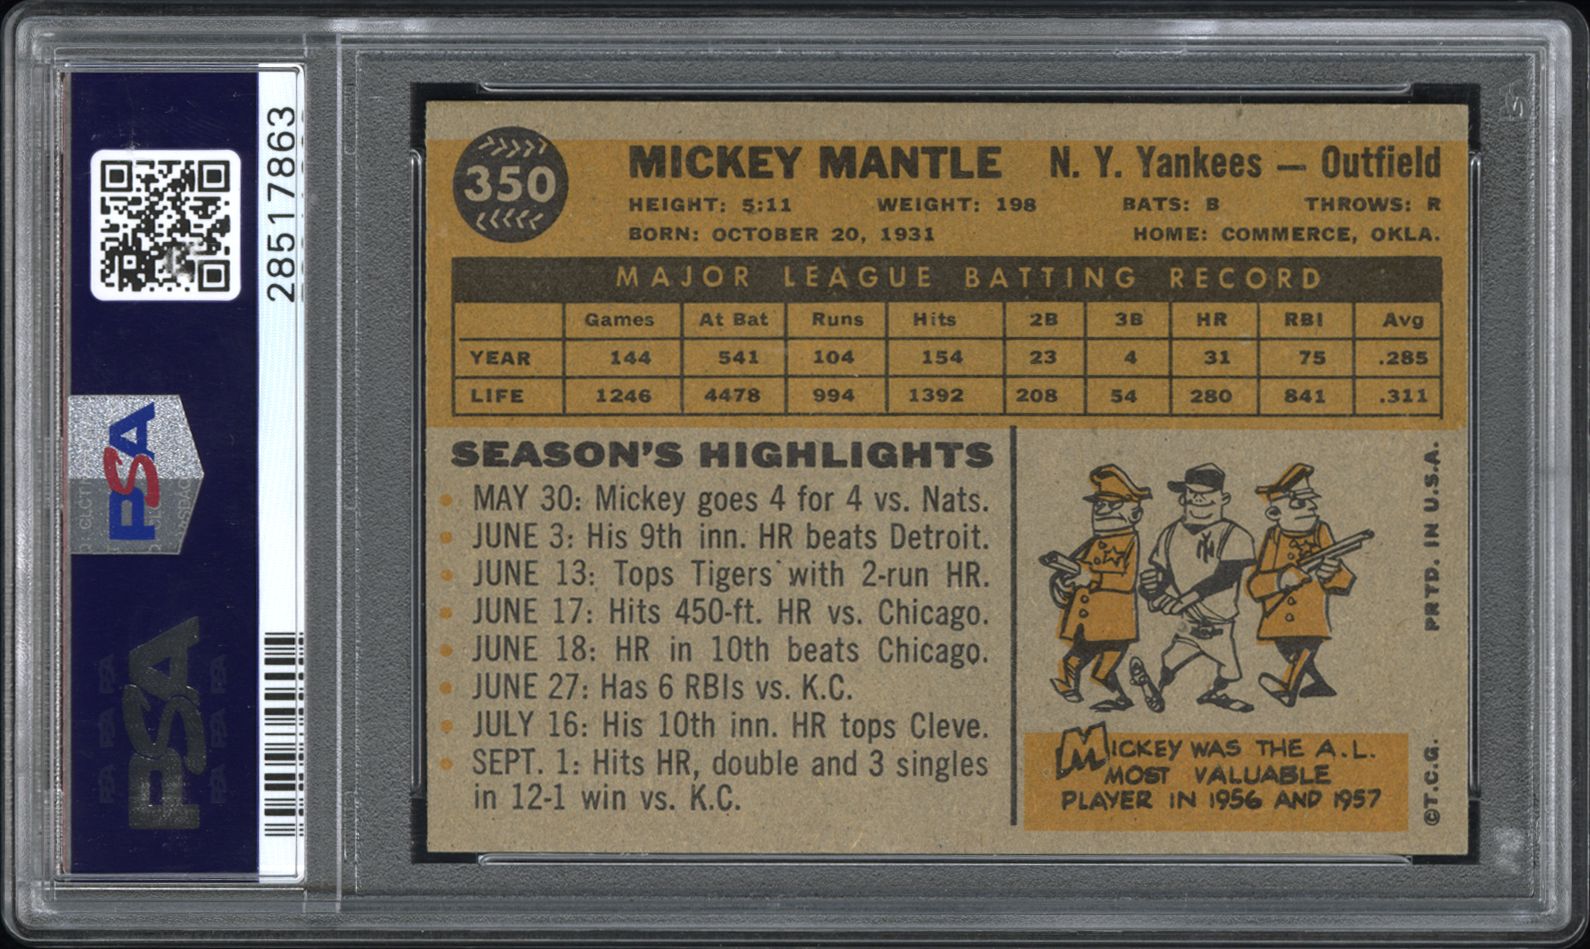 28517863
PSA
PSA
350
MICKEY MANTLE N. Y. Yankees — Outfield
HEIGHT: 5:11 WEIGHT: 198 BATS: B THROWS: R
BORN: OCTOBER 20, 1931 HOME: COMMERCE, OKLA.
MAJOR LEAGUE BATTING RECORD
Games At Bat Runs Hits 2B 3B HR RBI Avg
YEAR 144 541 104 154 23 4 31 75 .285
LIFE 1246 4478 994 1392 208 54 280 841 .311
SEASON'S HIGHLIGHTS
MAY 30: Mickey goes 4 for 4 vs. Nats.
JUNE 3: His 9th inn. HR beats Detroit.
JUNE 13: Tops Tigers with 2-run HR.
JUNE 17: Hits 450-ft. HR vs. Chicago.
JUNE 18: HR in 10th beats Chicago.
JUNE 27: Has 6 RBIs vs. K.C.
JULY 16: His 10th inn. HR tops Cleve.
SEPT. 1: Hits HR, double and 3 singles
in 12-1 win vs. K.C.
NY
MICKEY WAS THE A.L.
MOST VALUABLE
PLAYER IN 1956 AND 1957
©T.C.G. PRTD. IN U.S.A.